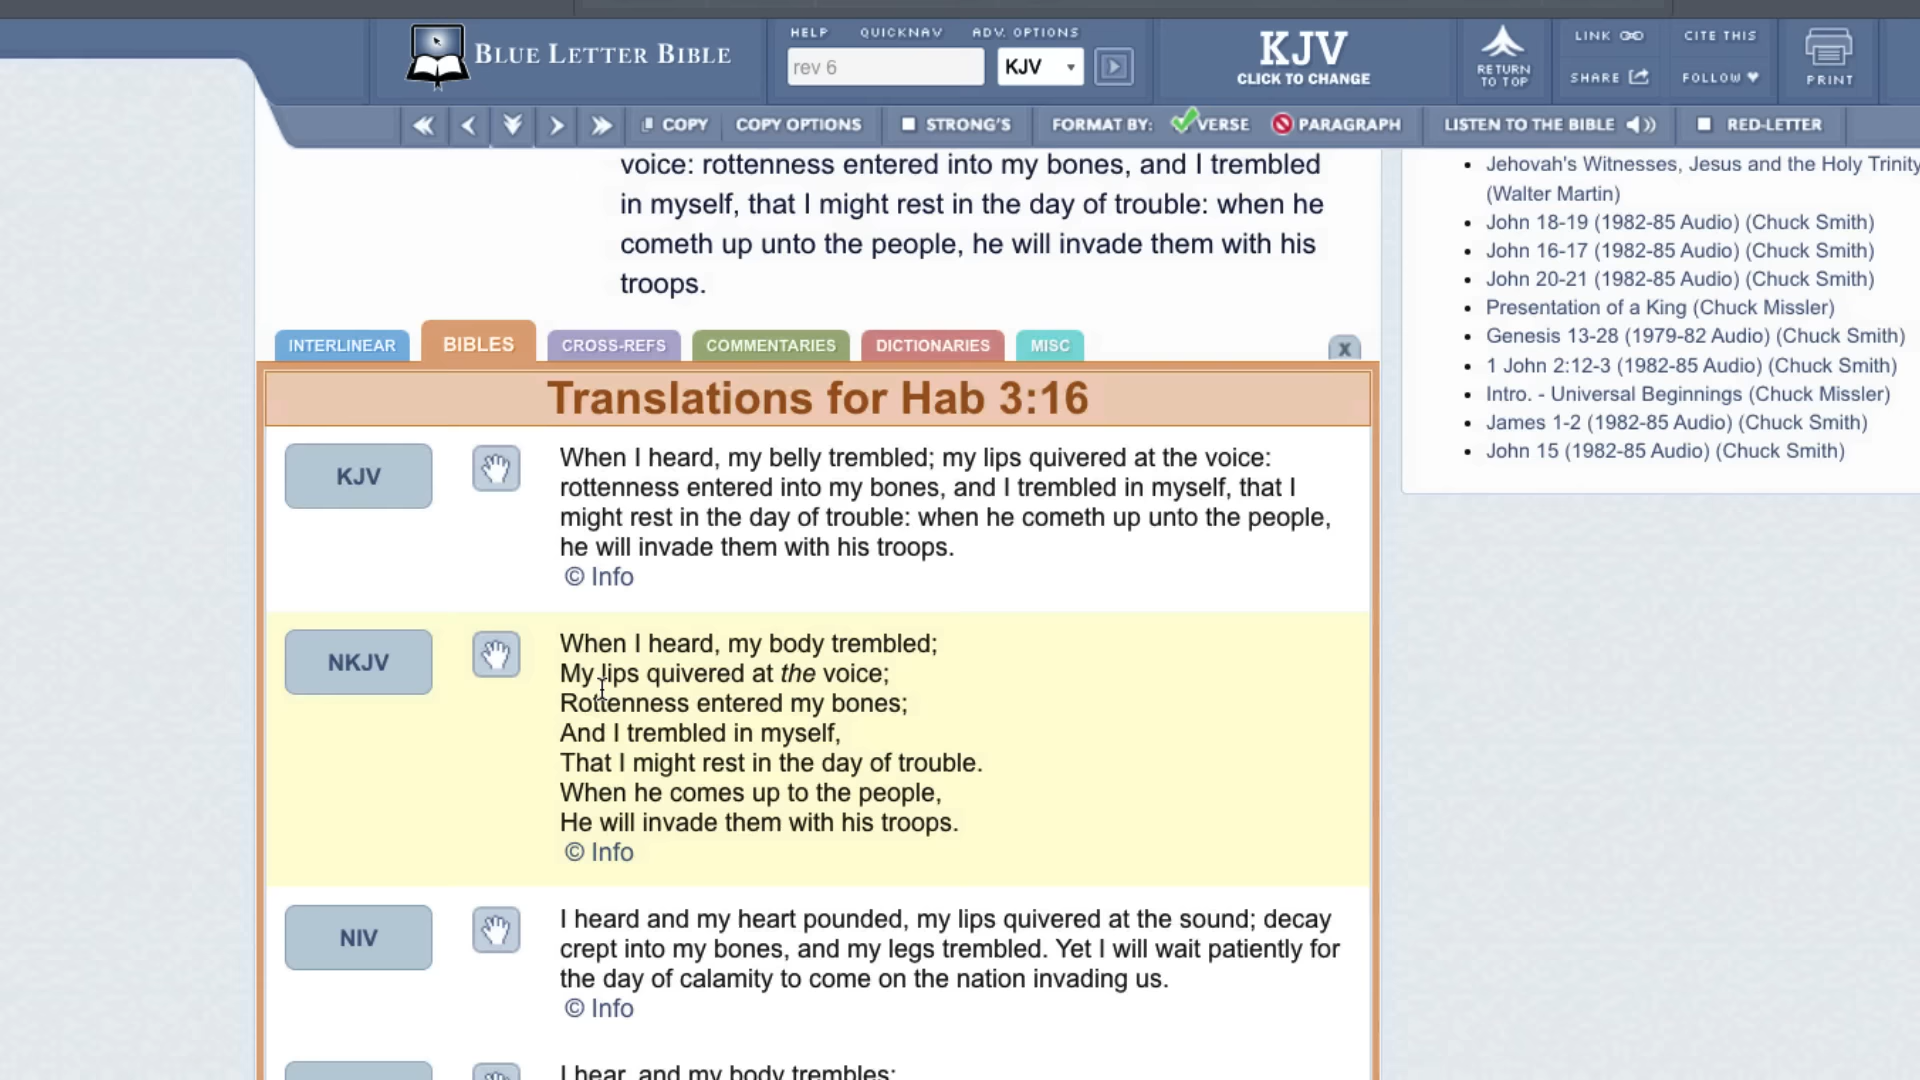 BLUE LETTER BIBLE
HELP QUICKNAV ADV. OPTIONS
rev 6 KJV
KJV
CLICK TO CHANGE
RETURN
TO TOP
LINK
SHARE
CITE THIS
FOLLOW
PRINT
COPY COPY OPTIONS STRONG'S FORMAT BY: VERSE PARAGRAPH LISTEN TO THE BIBLE RED-LETTER
voice: rottenness entered into my bones, and I trembled
in myself, that I might rest in the day of trouble: when he
cometh up unto the people, he will invade them with his
troops.
INTERLINEAR BIBLES CROSS-REFS COMMENTARIES DICTIONARIES MISC X
Translations for Hab 3:16
KJV
When I heard, my belly trembled; my lips quivered at the voice:
rottenness entered into my bones, and I trembled in myself, that I
might rest in the day of trouble: when he cometh up unto the people,
he will invade them with his troops.
© Info
NKJV
When I heard, my body trembled;
My lips quivered at the voice;
Rottenness entered my bones;
And I trembled in myself,
That I might rest in the day of trouble.
When he comes up to the people,
He will invade them with his troops.
© Info
NIV
I heard and my heart pounded, my lips quivered at the sound; decay
crept into my bones, and my legs trembled. Yet I will wait patiently for
the day of calamity to come on the nation invading us.
© Info
I hear, and my body trembles;
Jehovah's Witnesses, Jesus and the Holy Trinity
(Walter Martin)
John 18-19 (1982-85 Audio) (Chuck Smith)
John 16-17 (1982-85 Audio) (Chuck Smith)
John 20-21 (1982-85 Audio) (Chuck Smith)
Presentation of a King (Chuck Missler)
Genesis 13-28 (1979-82 Audio) (Chuck Smith)
1 John 2:12-3 (1982-85 Audio) (Chuck Smith)
Intro. - Universal Beginnings (Chuck Missler)
James 1-2 (1982-85 Audio) (Chuck Smith)
John 15 (1982-85 Audio) (Chuck Smith)